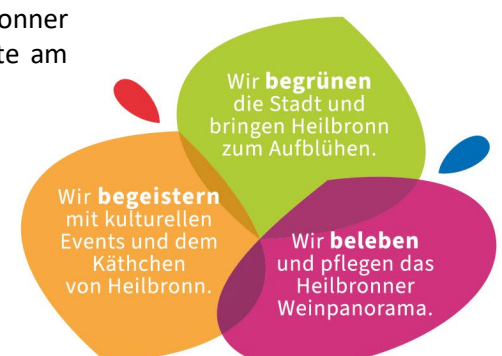 onner
te am
Wir begrünen
die Stadt und
bringen Heilbronn
zum Aufblühen.
Wir begeistern
mit kulturellen
Events und dem
Käthchen
von Heilbronn.
Wir beleben
und pflegen das
Heilbronner
Weinpanorama.